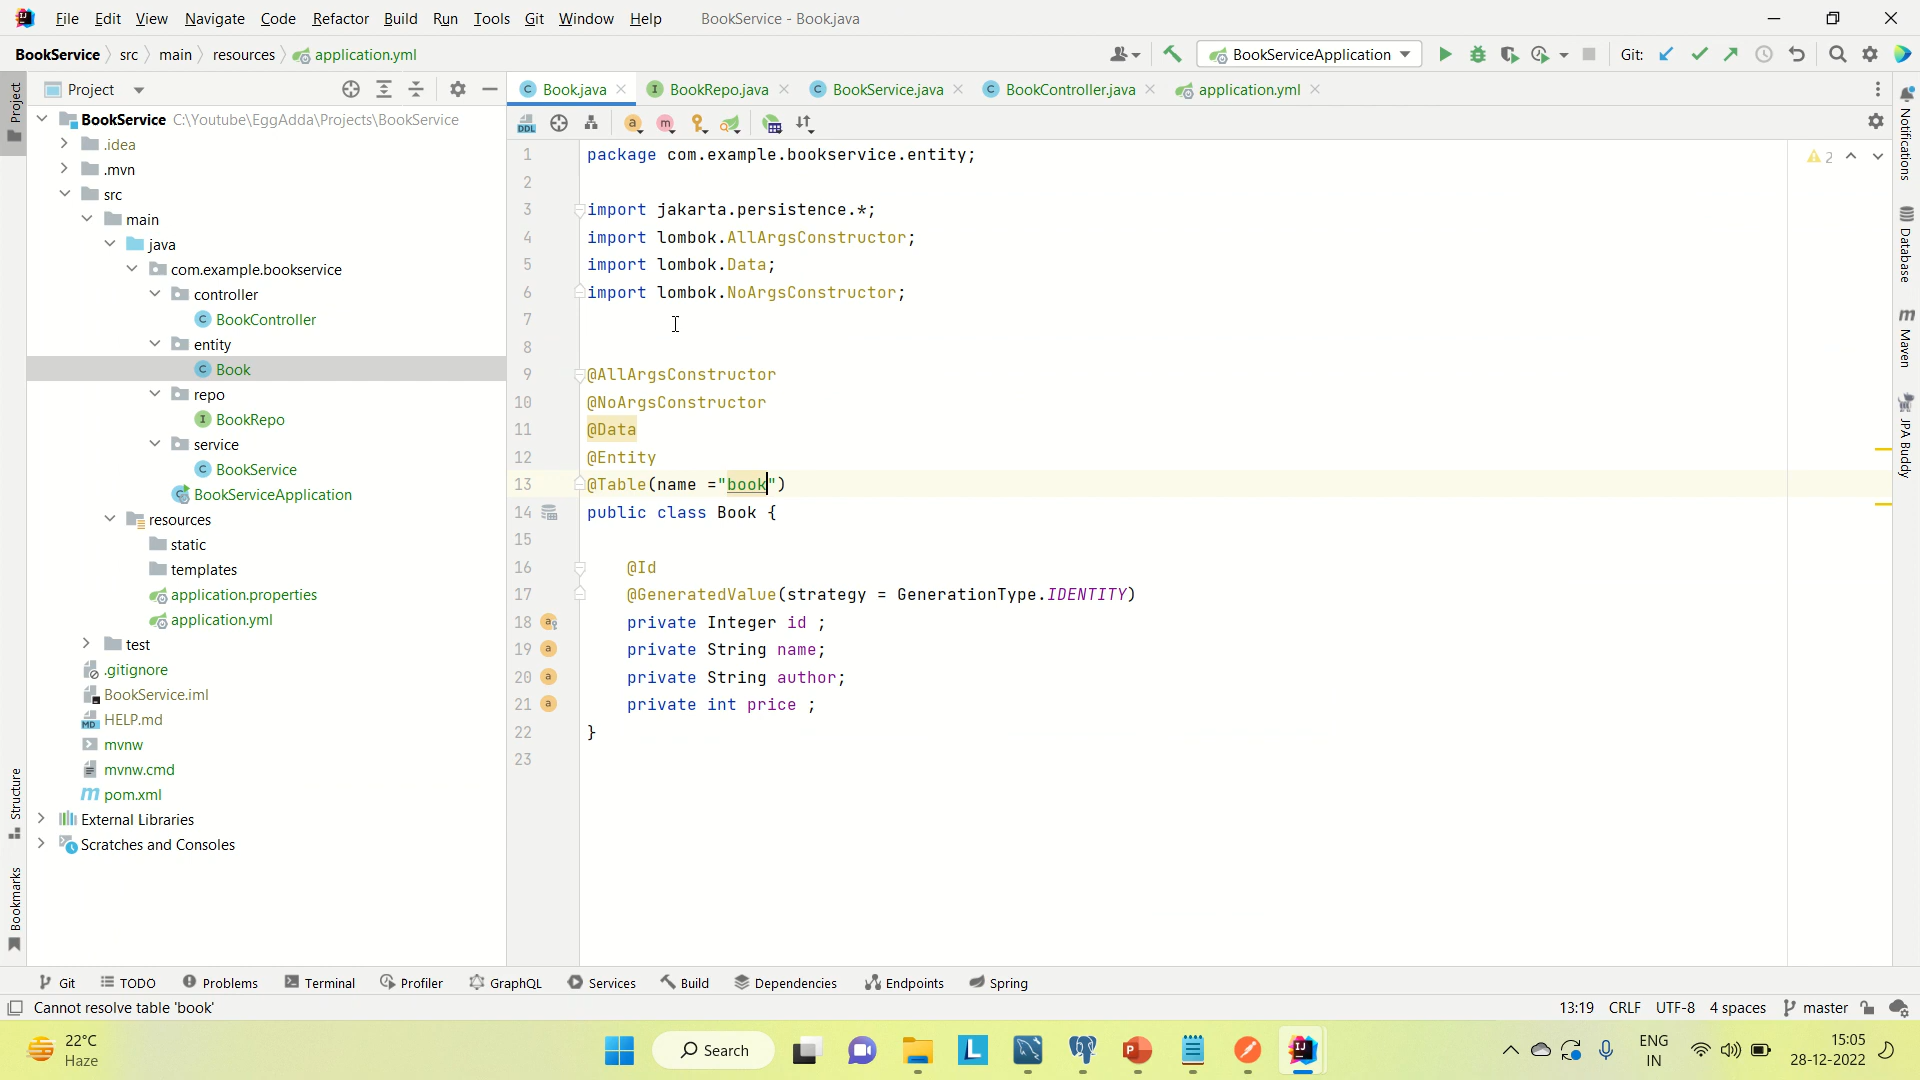 File Edit View Navigate Code Refactor Build Run Tools Git Window Help BookService - Book.java
BookService src main resources application.yml BookServiceApplication Git:
Project
Book.java BookRepo.java BookService.java BookController.java application.yml
Project
BookService C:\Youtube\EggAdda\Projects\BookService
.idea
.mvn
src
main
java
com.example.bookservice
controller
BookController
entity
Book
repo
BookRepo
service
BookService
BookServiceApplication
resources
static
templates
application.properties
application.yml
test
.gitignore
BookService.iml
HELP.md
mvnw
mvnw.cmd
pom.xml
External Libraries
Scratches and Consoles
Structure
Bookmarks
DDL
1 package com.example.bookservice.entity;
2
3 import jakarta.persistence.*;
4 import lombok.AllArgsConstructor;
5 import lombok.Data;
6 import lombok.NoArgsConstructor;
7
8
9 @AllArgsConstructor
10 @NoArgsConstructor
11 @Data
12 @Entity
13 @Table(name ="book")
14 public class Book {
15
16 @Id
17 @GeneratedValue(strategy = GenerationType.IDENTITY)
18 private Integer id ;
19 private String name;
20 private String author;
21 private int price ;
22 }
23
2
Notifications
Database
Maven
JPA Buddy
Git TODO Problems Terminal Profiler GraphQL Services Build Dependencies Endpoints Spring
Cannot resolve table 'book' 13:19 CRLF UTF-8 4 spaces master
22°C
Haze
Search
ENG
IN
15:05
28-12-2022